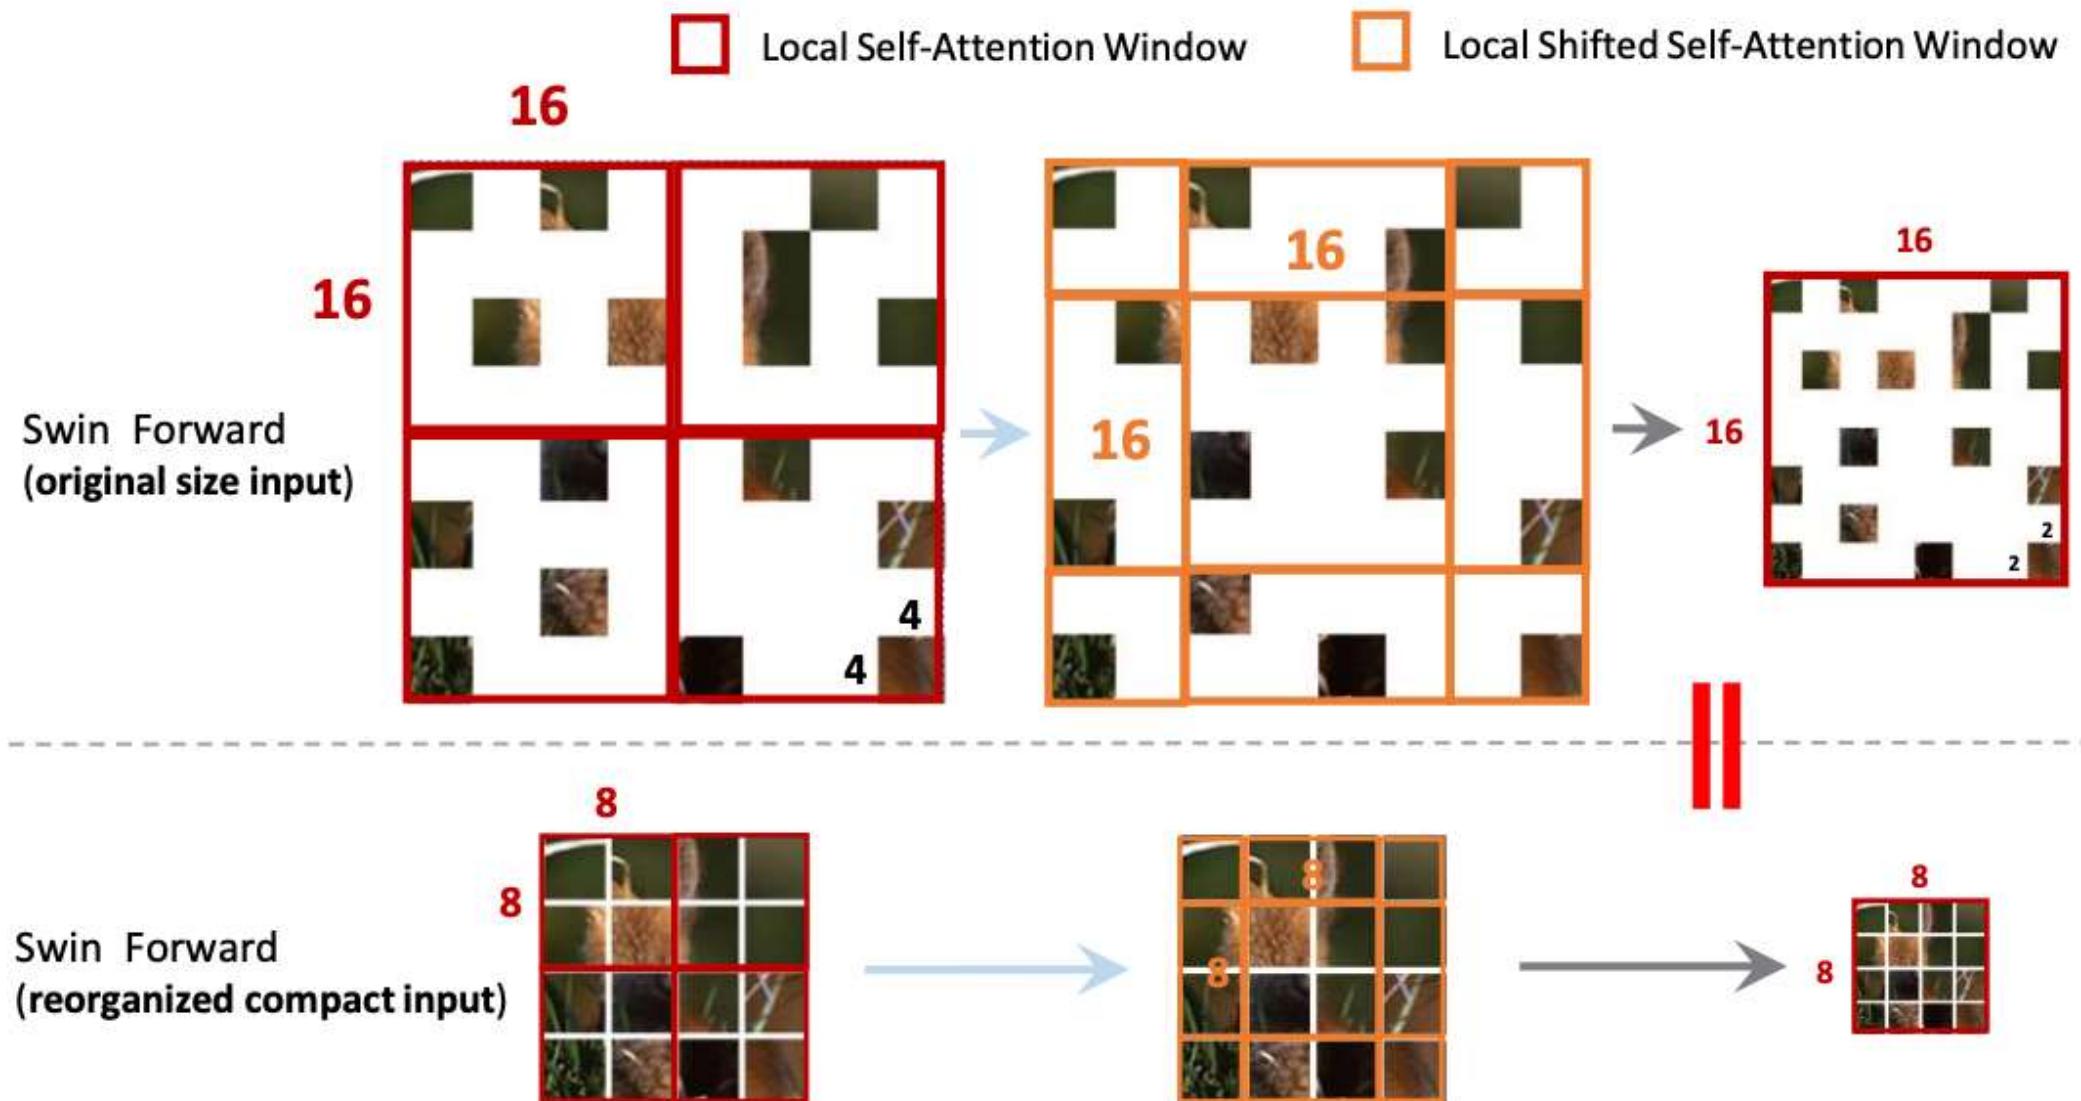 Local Self-Attention Window
Local Shifted Self-Attention Window
16
16
16
16
16
16
Swin Forward
(original size input)
4
4
2
2
8
8
8
8
8
8
Swin Forward
(reorganized compact input)